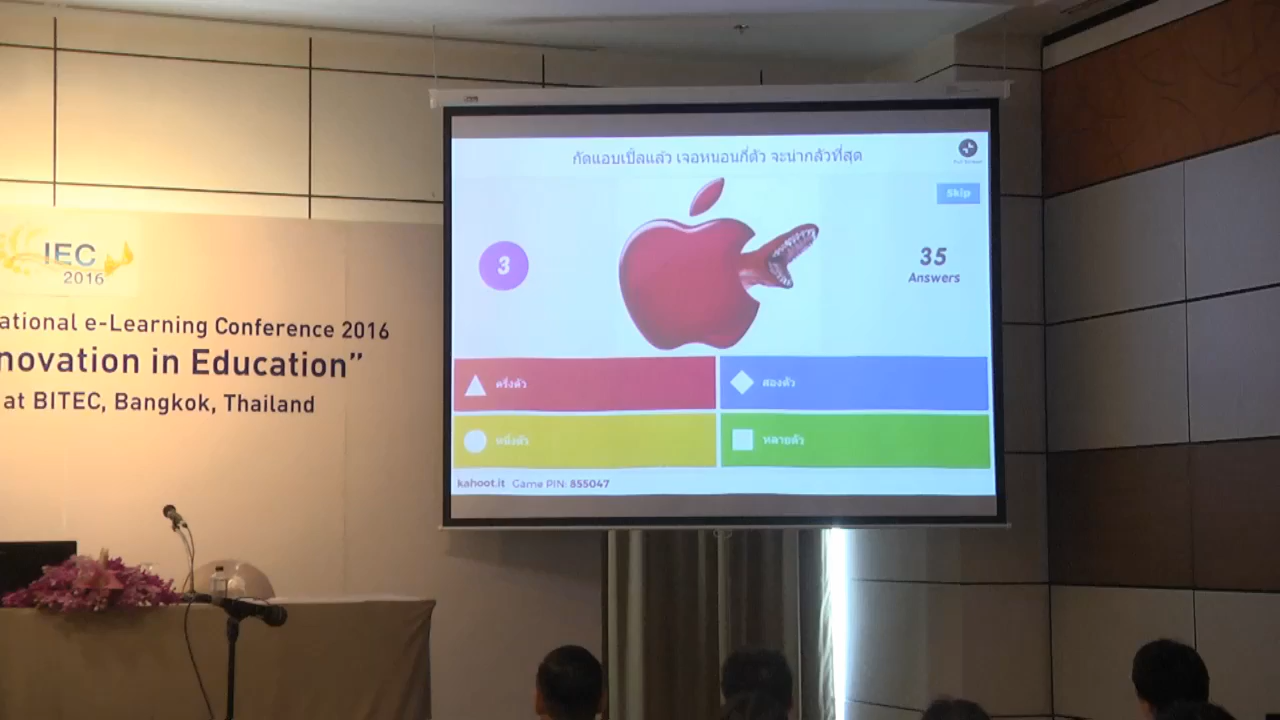 IEC
2016
ational e-Learning Conference 2016
novation in Education”
at BITEC, Bangkok, Thailand
กัดแอบเปิ้ลแล้ว เจอหนอนกี่ตัว จะน่ากลัวที่สุด
Skip
3
35
Answers
ครึ่งตัว
สองตัว
หนึ่งตัว
หลายตัว
kahoot.it Game PIN: 855047